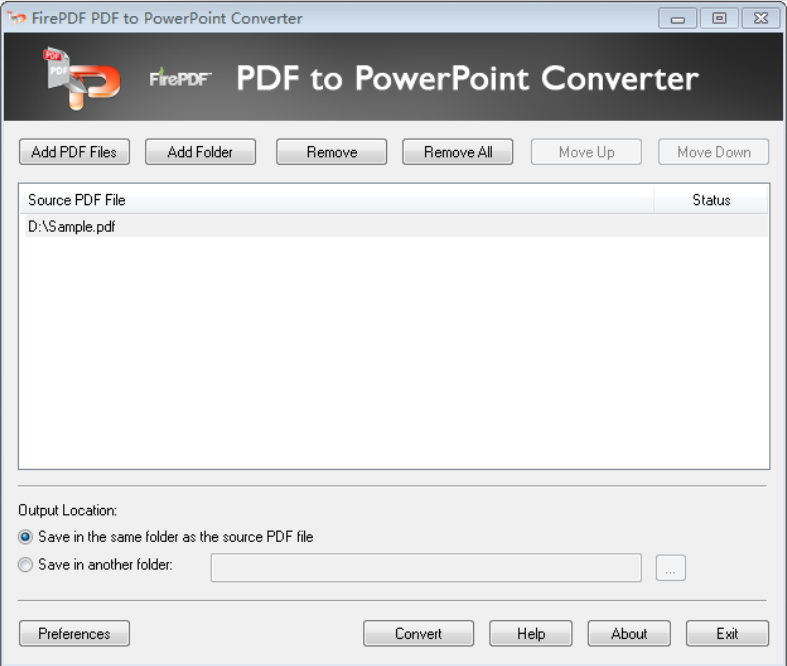 FirePDF PDF to PowerPoint Converter
PDF
PDF
FirePDF PDF to PowerPoint Converter
Add PDF Files Add Folder Remove Remove All Move Up Move Down
Source PDF File Status
D:\Sample.pdf
Output Location:
Save in the same folder as the source PDF file
Save in another folder: ...
Preferences Convert Help About Exit